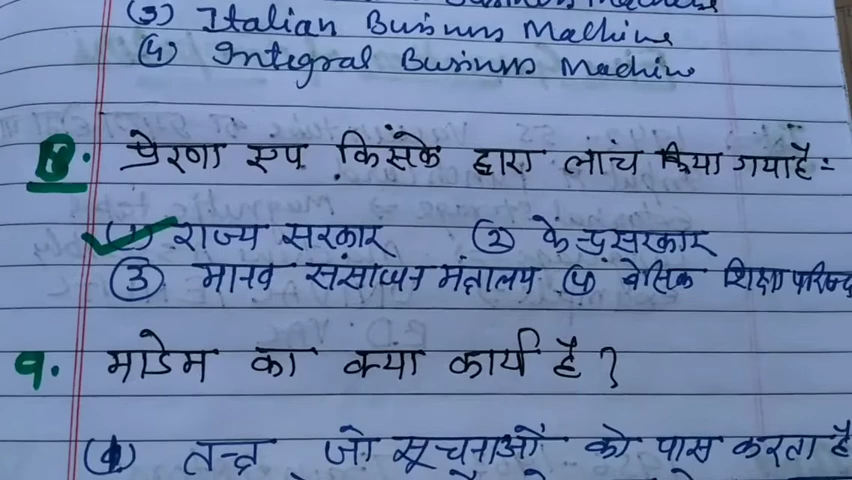 (3) Italian Business Machine
(4) Integral Business Machine
8. प्रेरणा एप किसके द्वारा लांच किया गया है :-
(1) राज्य सरकार (2) केन्द्र सरकार
(3) मानव संसाधन मंत्रालय (4) बेसिक शिक्षा परिषद
9. माडेम का क्या कार्य है ?
(1) तन्त्र जो सूचनाओं को पास करता है